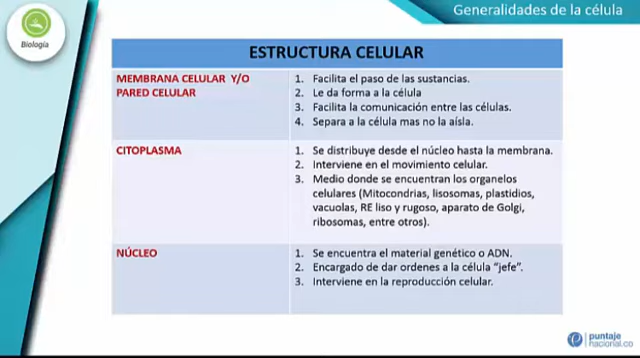 Generalidades de la célula
Biología
ESTRUCTURA CELULAR
MEMBRANA CELULAR Y/O
PARED CELULAR
1. Facilita el paso de las sustancias.
2. Le da forma a la célula
3. Facilita la comunicación entre las células.
4. Separa a la célula mas no la aísla.
CITOPLASMA
1. Se distribuye desde el núcleo hasta la membrana.
2. Interviene en el movimiento celular.
3. Medio donde se encuentran los organelos
celulares (Mitocondrias, lisosomas, plastidios,
vacuolas, RE liso y rugoso, aparato de Golgi,
ribosomas, entre otros).
NÚCLEO
1. Se encuentra el material genético o ADN.
2. Encargado de dar ordenes a la célula "jefe".
3. Interviene en la reproducción celular.
puntaje
nacional.co